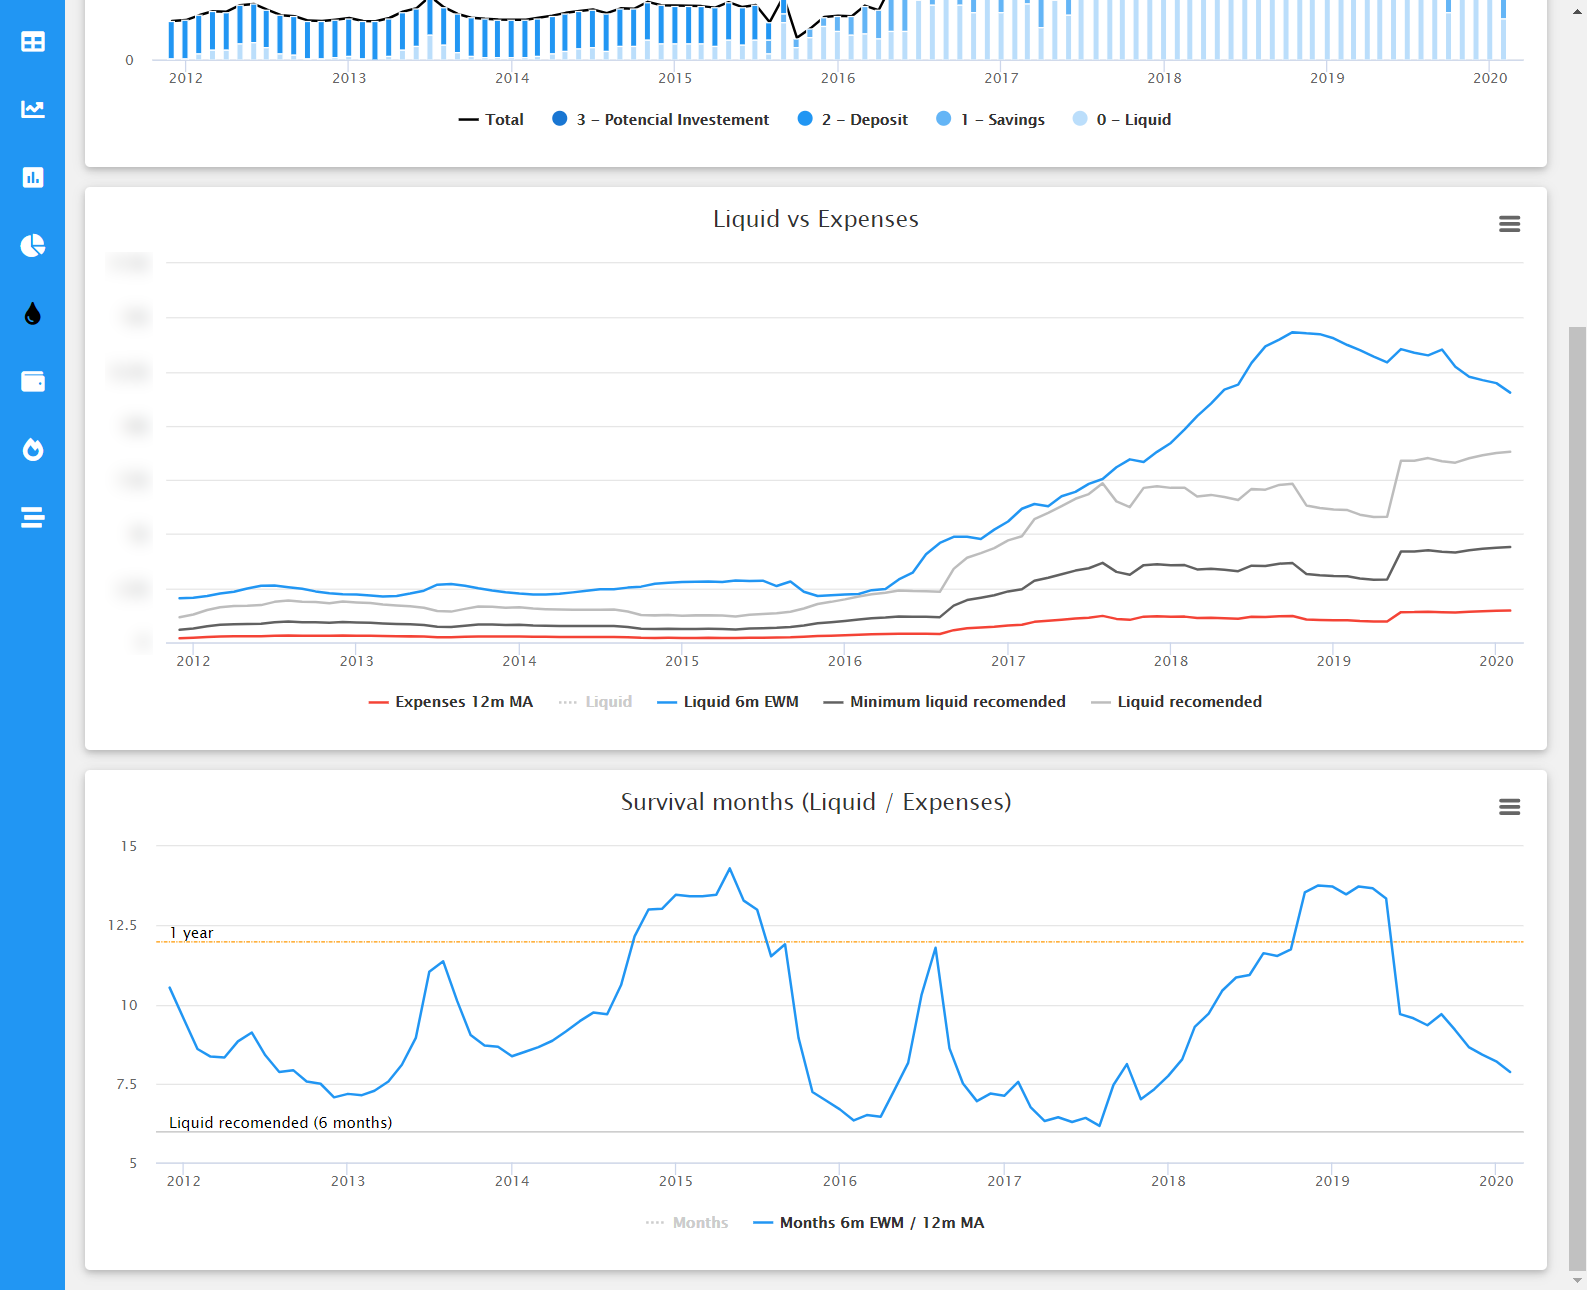 0
2012 2013 2014 2015 2016 2017 2018 2019 2020
Total 3 - Potencial Investement 2 - Deposit 1 - Savings 0 - Liquid
Liquid vs Expenses
2012 2013 2014 2015 2016 2017 2018 2019 2020
Expenses 12m MA Liquid Liquid 6m EWM Minimum liquid recomended Liquid recomended
Survival months (Liquid / Expenses)
15
12.5
1 year
10
7.5
Liquid recomended (6 months)
5
2012 2013 2014 2015 2016 2017 2018 2019 2020
Months Months 6m EWM / 12m MA